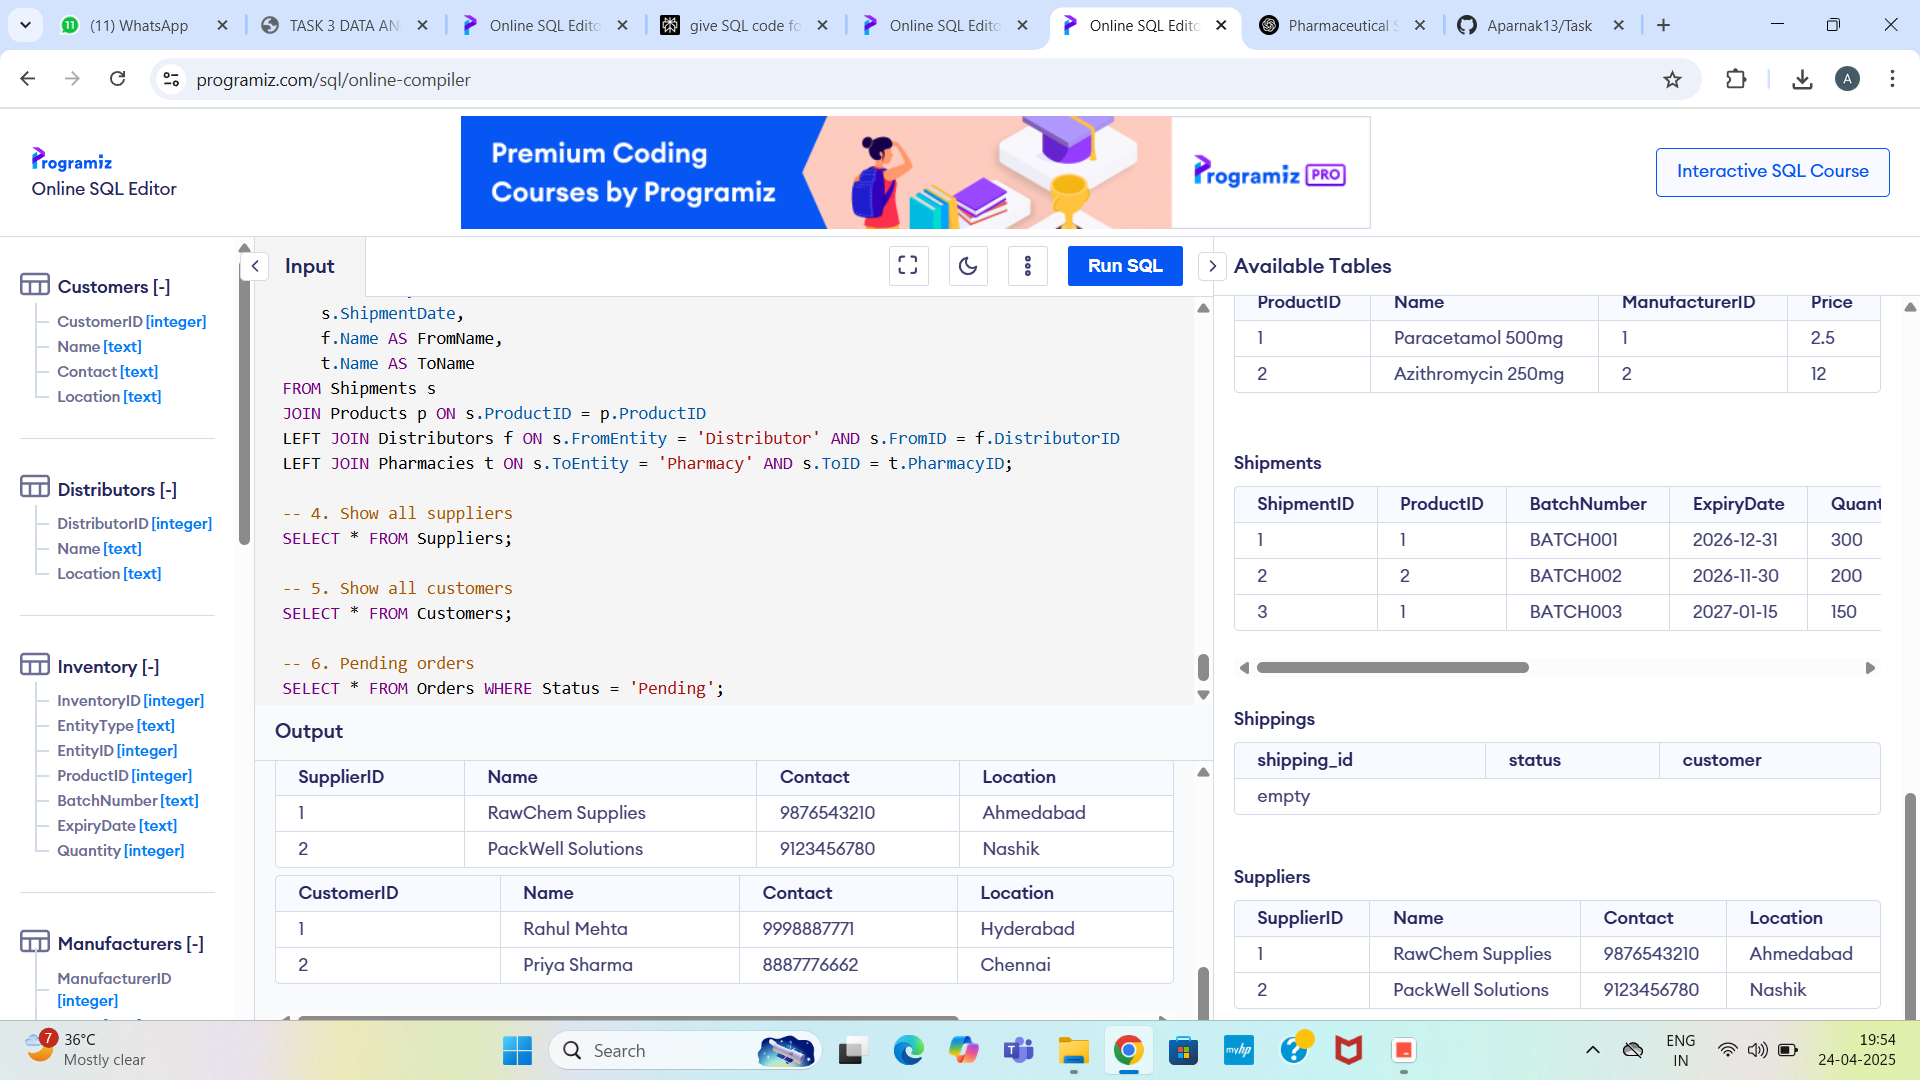 (11) WhatsApp
TASK 3 DATA AN
Online SQL Edito
give SQL code fo
Online SQL Edito
Online SQL Edito
Pharmaceutical S
Aparnak13/Task
programiz.com/sql/online-compiler
A
Programiz
Online SQL Editor
Premium Coding
Courses by Programiz
Programiz PRO
Interactive SQL Course
Customers [-]
CustomerID [integer]
Name [text]
Contact [text]
Location [text]
Distributors [-]
DistributorID [integer]
Name [text]
Location [text]
Inventory [-]
InventoryID [integer]
EntityType [text]
EntityID [integer]
ProductID [integer]
BatchNumber [text]
ExpiryDate [text]
Quantity [integer]
Manufacturers [-]
ManufacturerID
[integer]
Input
Run SQL
s.ShipmentDate,
f.Name AS FromName,
t.Name AS ToName
FROM Shipments s
JOIN Products p ON s.ProductID = p.ProductID
LEFT JOIN Distributors f ON s.FromEntity = 'Distributor' AND s.FromID = f.DistributorID
LEFT JOIN Pharmacies t ON s.ToEntity = 'Pharmacy' AND s.ToID = t.PharmacyID;
-- 4. Show all suppliers
SELECT * FROM Suppliers;
-- 5. Show all customers
SELECT * FROM Customers;
-- 6. Pending orders
SELECT * FROM Orders WHERE Status = 'Pending';
Output
SupplierID Name Contact Location
1 RawChem Supplies 9876543210 Ahmedabad
2 PackWell Solutions 9123456780 Nashik
CustomerID Name Contact Location
1 Rahul Mehta 9998887771 Hyderabad
2 Priya Sharma 8887776662 Chennai
Available Tables
ProductID Name ManufacturerID Price
1 Paracetamol 500mg 1 2.5
2 Azithromycin 250mg 2 12
Shipments
ShipmentID ProductID BatchNumber ExpiryDate Quant
1 1 BATCH001 2026-12-31 300
2 2 BATCH002 2026-11-30 200
3 1 BATCH003 2027-01-15 150
Shippings
shipping_id status customer
empty
Suppliers
SupplierID Name Contact Location
1 RawChem Supplies 9876543210 Ahmedabad
2 PackWell Solutions 9123456780 Nashik
7
36°C
Mostly clear
Search
myhp
ENG
IN
19:54
24-04-2025